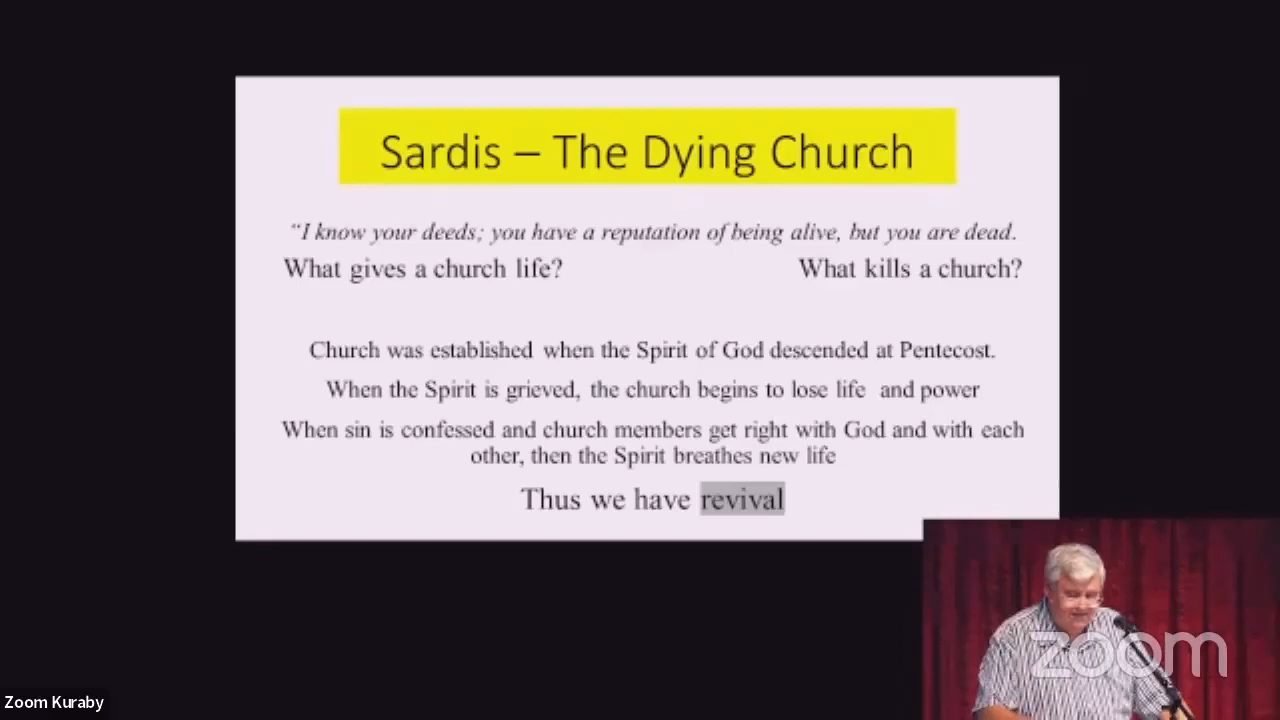 Sardis – The Dying Church
“I know your deeds; you have a reputation of being alive, but you are dead.
What gives a church life? What kills a church?
Church was established when the Spirit of God descended at Pentecost.
When the Spirit is grieved, the church begins to lose life and power
When sin is confessed and church members get right with God and with each
other, then the Spirit breathes new life
Thus we have revival
zoom
Zoom Kuraby